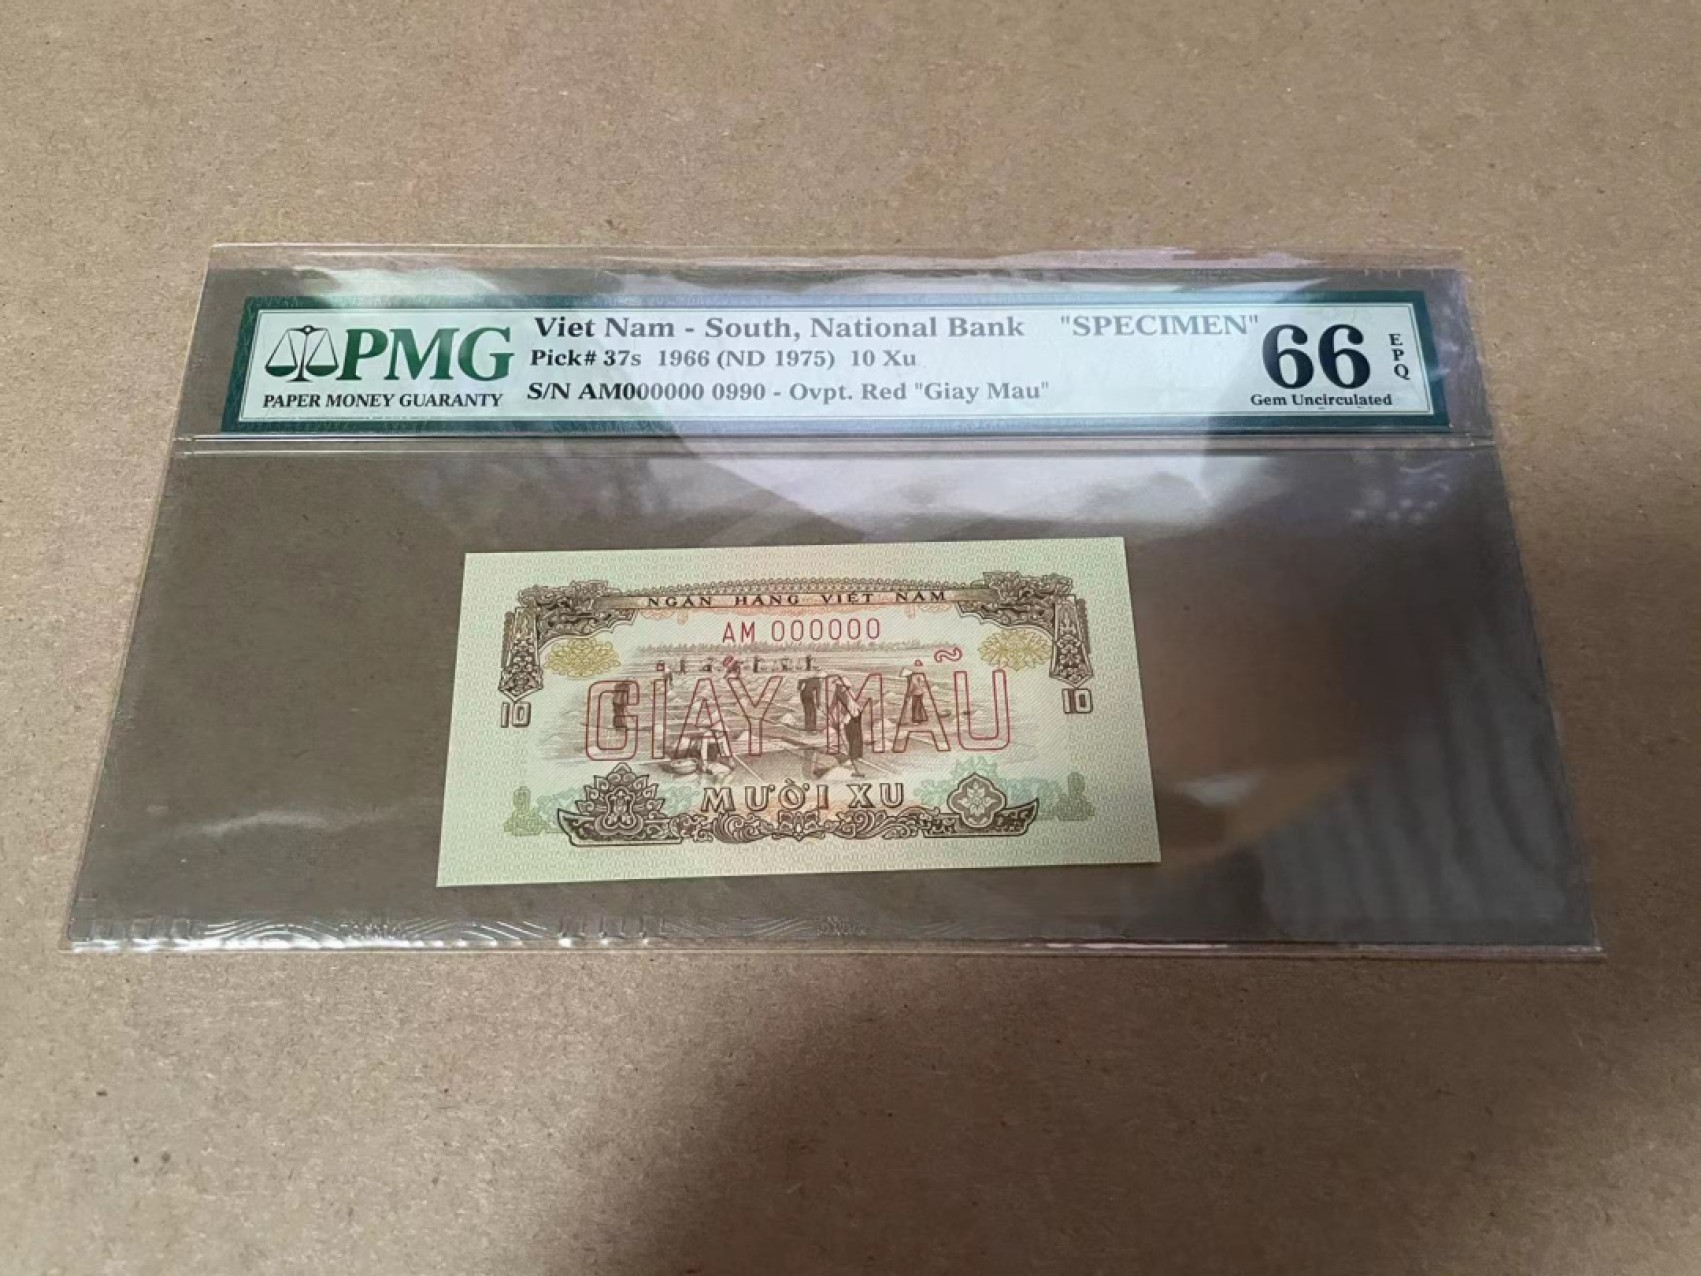 PMG
PAPER MONEY GUARANTY
Viet Nam - South, National Bank "SPECIMEN"
Pick# 37s 1966 (ND 1975) 10 Xu
S/N AM000000 0990 - Ovpt. Red "Giay Mau"
66
EPQ
Gem Uncirculated
NGÂN HÀNG VIỆT NAM
AM 000000
GIẤY MẪU
10 10
MƯỜI XU